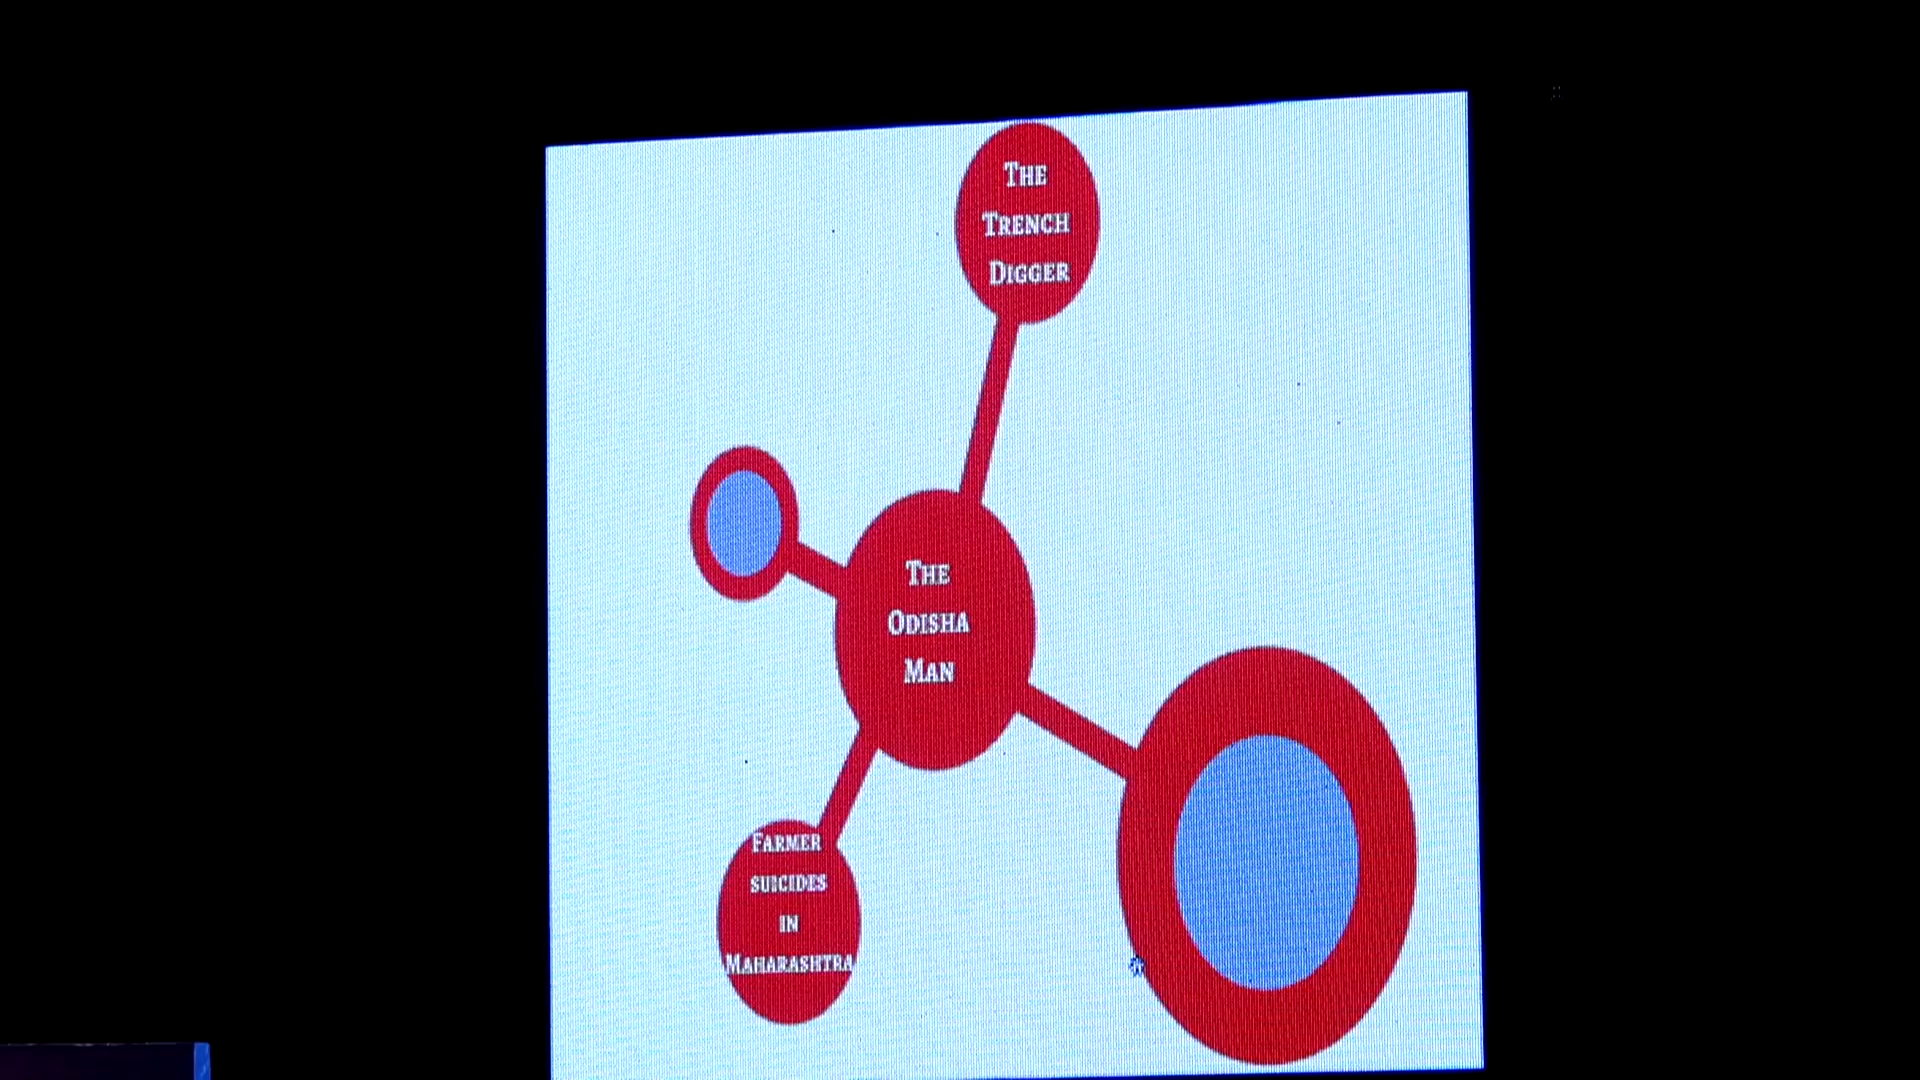 THE
TRENCH
DIGGER
THE
ODISHA
MAN
FARMER
SUICIDES
IN
MAHARASHTRA